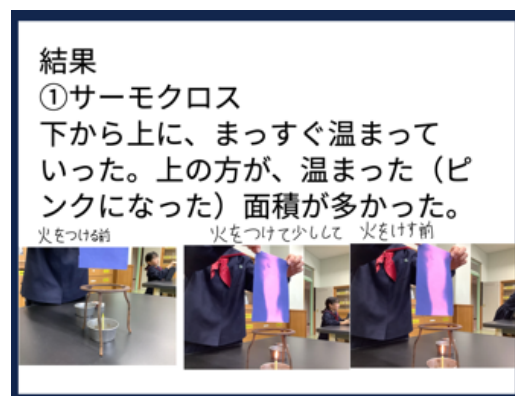 結果
①サーモクロス
下から上に、まっすぐ温まって
いった。上の方が、温まった（ピ
ンクになった）面積が多かった。
火をつける前 火をつけて少しして 火をけす前